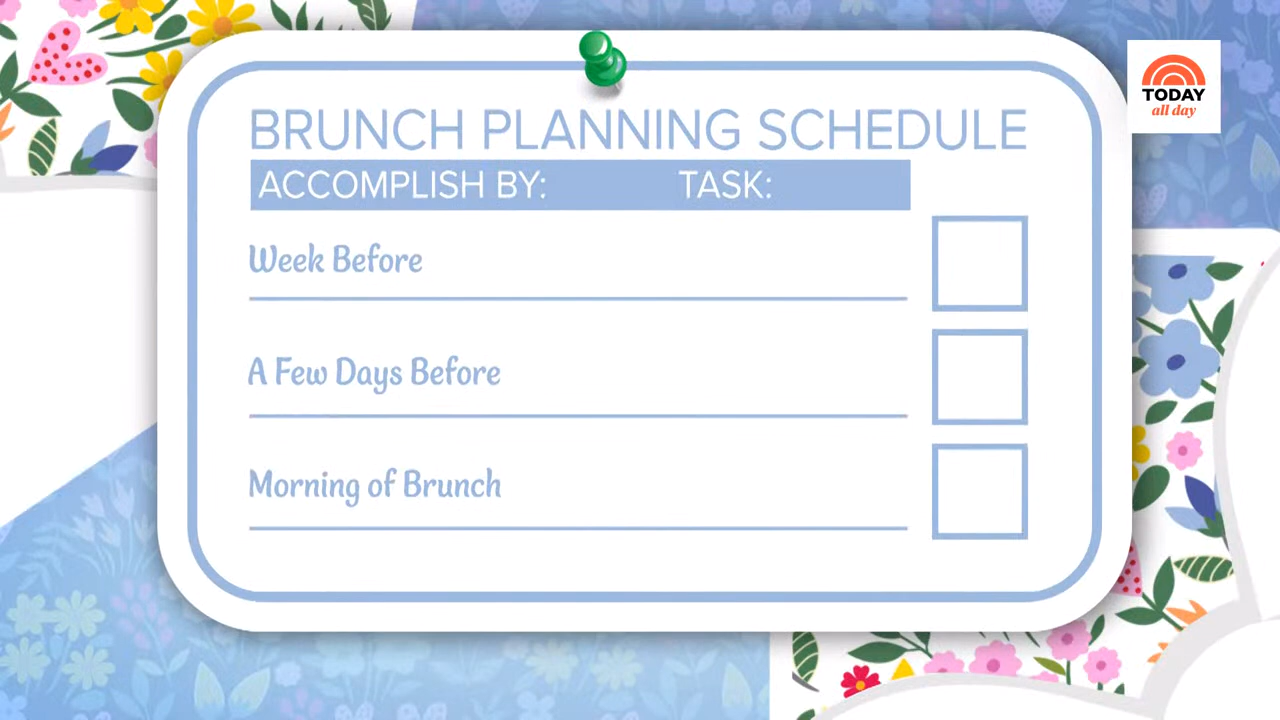 BRUNCH PLANNING SCHEDULE
ACCOMPLISH BY: TASK:
Week Before
A Few Days Before
Morning of Brunch
TODAY
all day